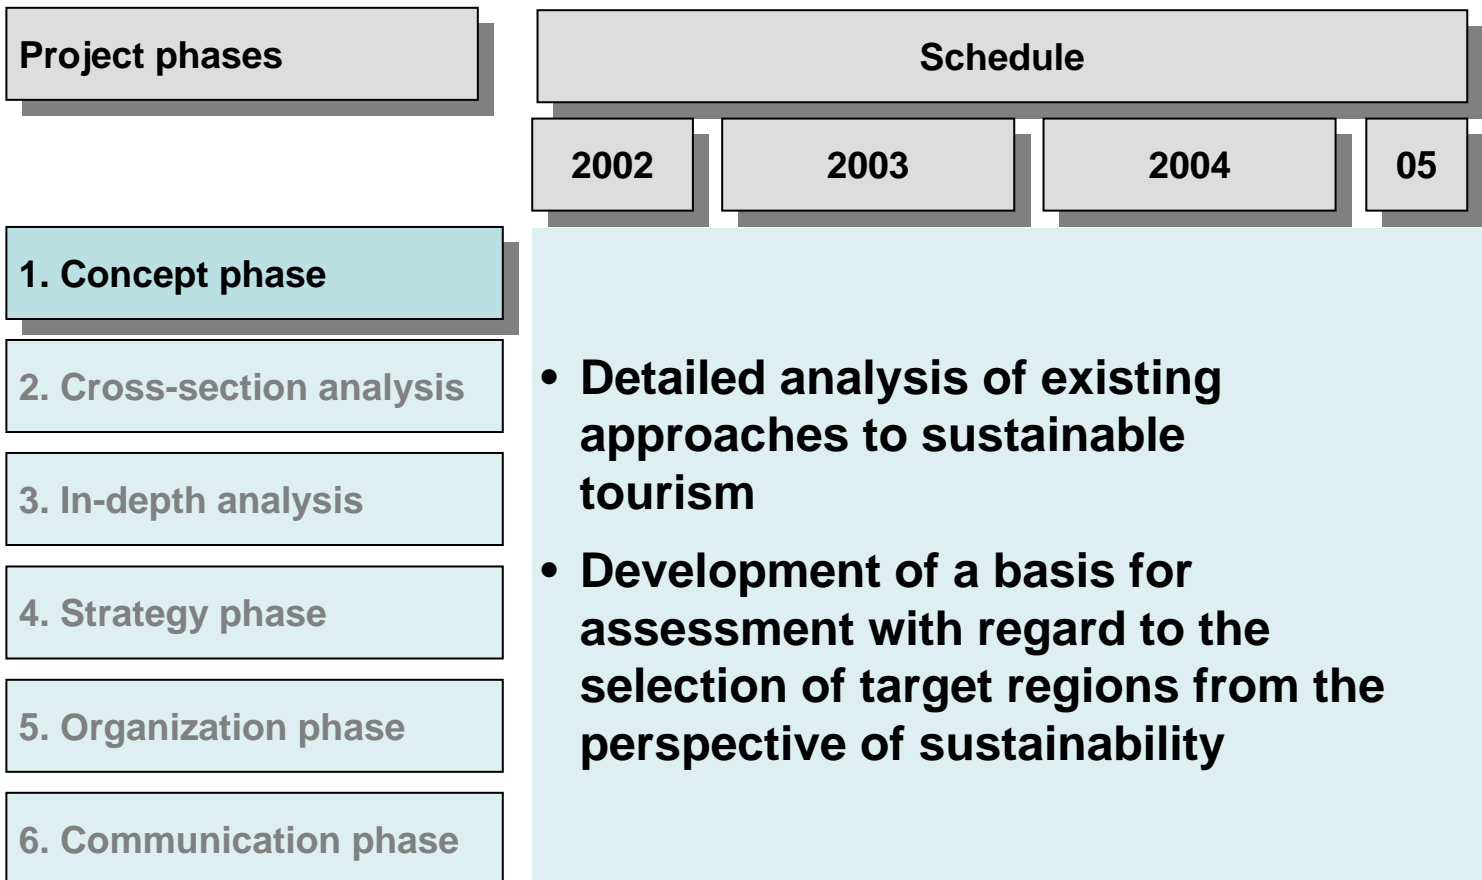 Project phases
Schedule
2002 2003 2004 05
1. Concept phase
2. Cross-section analysis
3. In-depth analysis
4. Strategy phase
5. Organization phase
6. Communication phase
• Detailed analysis of existing
approaches to sustainable
tourism
• Development of a basis for
assessment with regard to the
selection of target regions from the
perspective of sustainability